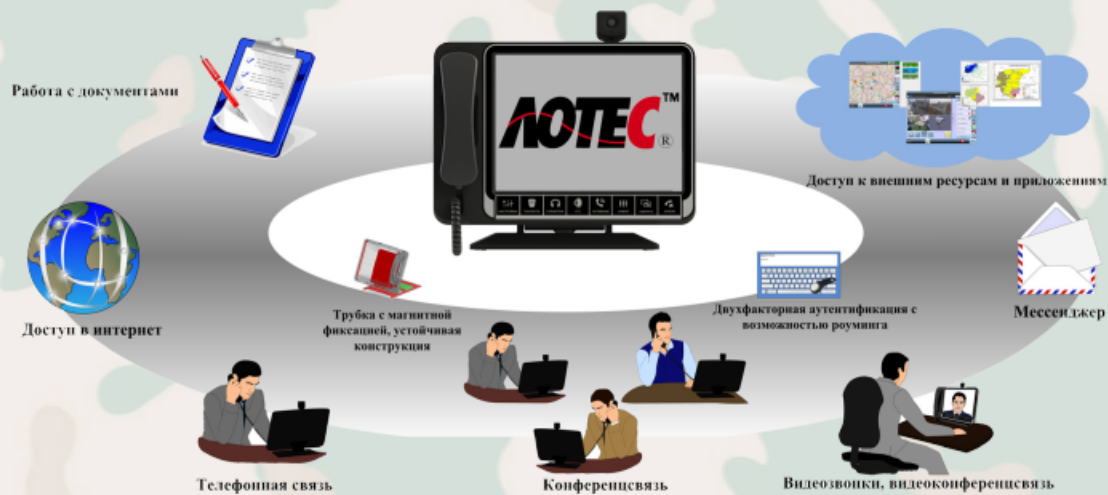 Работа с документами
ЛОТЕС™
®
Доступ к внешним ресурсам и приложениям
Доступ в интернет
Трубка с магнитной
фиксацией, устойчивая
конструкция
Двухфакторная аутентификация с
возможностью роуминга
Мессенджер
Телефонная связь
Конференцсвязь
Видеозвонки, видеоконференцсвязь